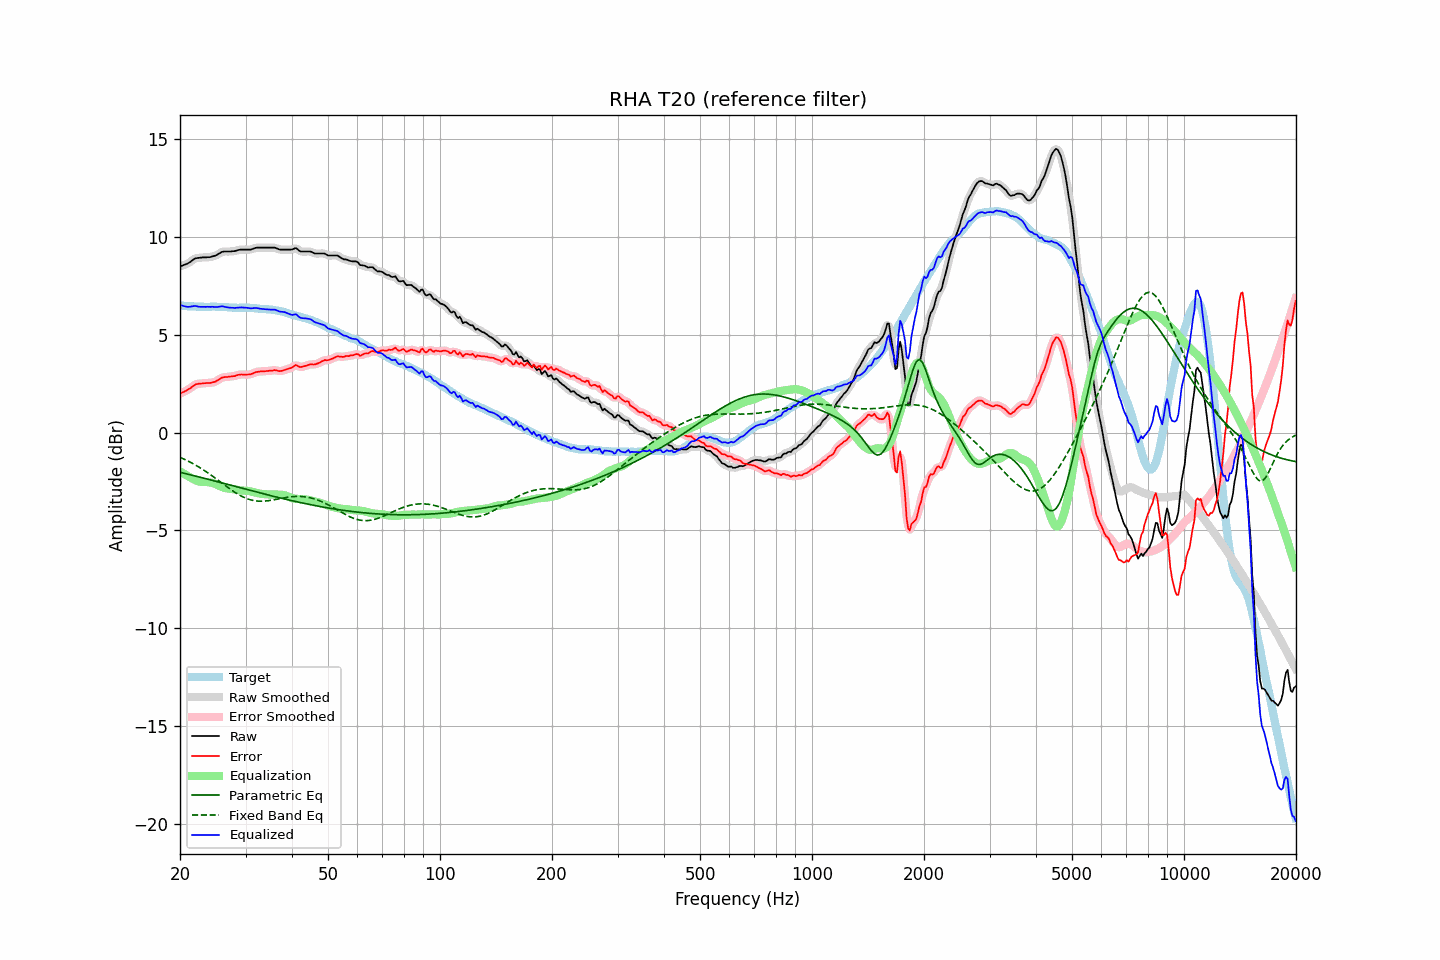 RHA T20 (reference filter)
Amplitude (dBr)
15
10
5
0
−5
−10
−15
−20
Target
Raw Smoothed
Error Smoothed
Raw
Error
Equalization
Parametric Eq
Fixed Band Eq
Equalized
20 50 100 200 500 1000 2000 5000 10000 20000
Frequency (Hz)